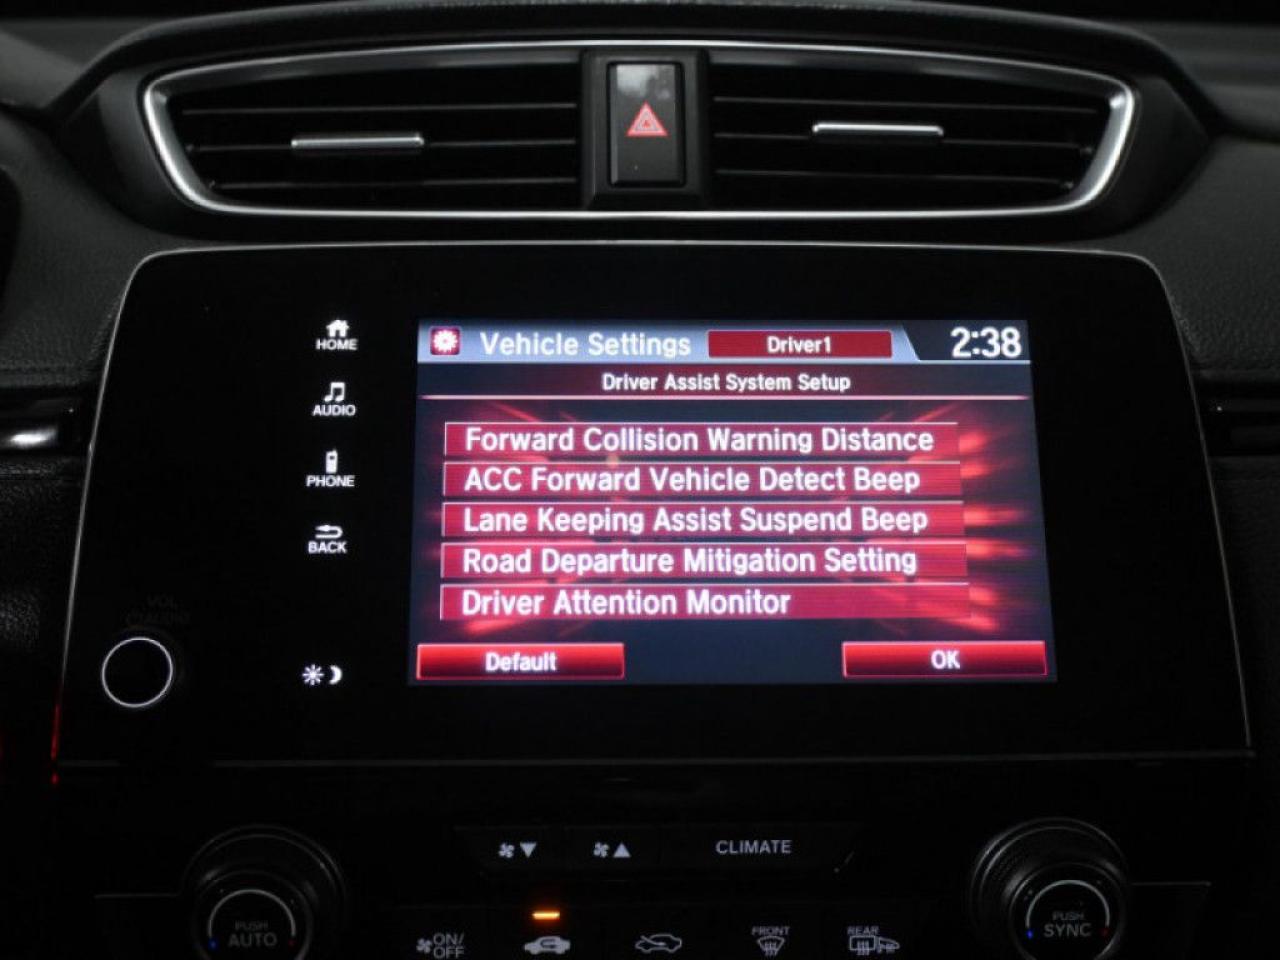 HOME
AUDIO
PHONE
BACK
VOL
Vehicle Settings
Driver1
2:38
Driver Assist System Setup
Forward Collision Warning Distance
ACC Forward Vehicle Detect Beep
Lane Keeping Assist Suspend Beep
Road Departure Mitigation Setting
Driver Attention Monitor
Default
OK
CLIMATE
PUSH
AUTO
ON/
OFF
FRONT
REAR
PUSH
SYNC